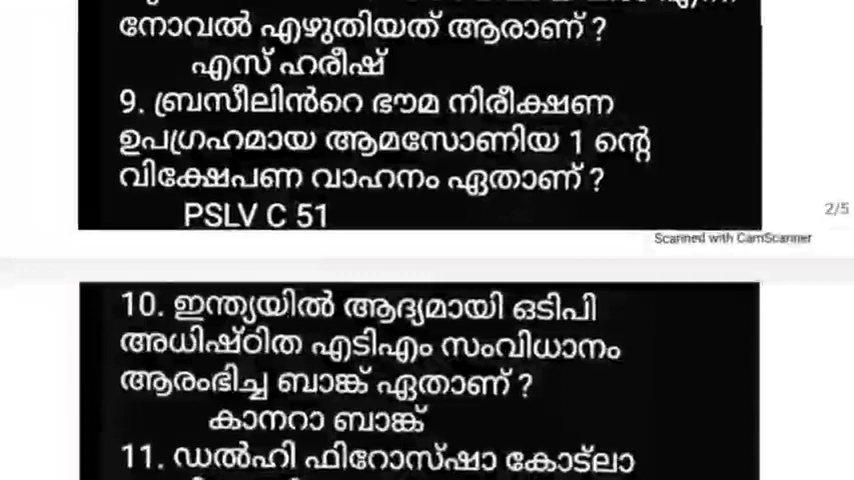 നോവൽ എഴുതിയത് ആരാണ് ?
എസ് ഹരീഷ്
9. ബ്രസീലിൻറെ ഭൗമ നിരീക്ഷണ
ഉപഗ്രഹമായ ആമസോണിയ 1 ന്റെ
വിക്ഷേപണ വാഹനം ഏതാണ് ?
PSLV C 51
2/5
Scanned with CamScanner
10. ഇന്ത്യയിൽ ആദ്യമായി ഒടിപി
അധിഷ്ഠിത എടിഎം സംവിധാനം
ആരംഭിച്ച ബാങ്ക് ഏതാണ് ?
കാനറാ ബാങ്ക്
11. ഡൽഹി ഫിറോസ്ഷാ കോട്ലാ